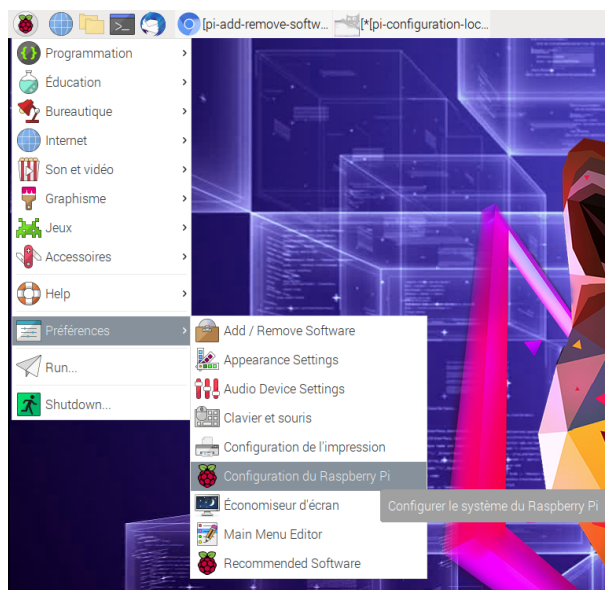 [pi-add-remove-softw... [*[pi-configuration-loc...
Programmation
Éducation
Bureautique
Internet
Son et vidéo
Graphisme
Jeux
Accessoires
Help
Préférences
Run...
Shutdown...
Add / Remove Software
Appearance Settings
Audio Device Settings
Clavier et souris
Configuration de l'impression
Configuration du Raspberry Pi
Économiseur d'écran
Configurer le système du Raspberry Pi
Main Menu Editor
Recommended Software